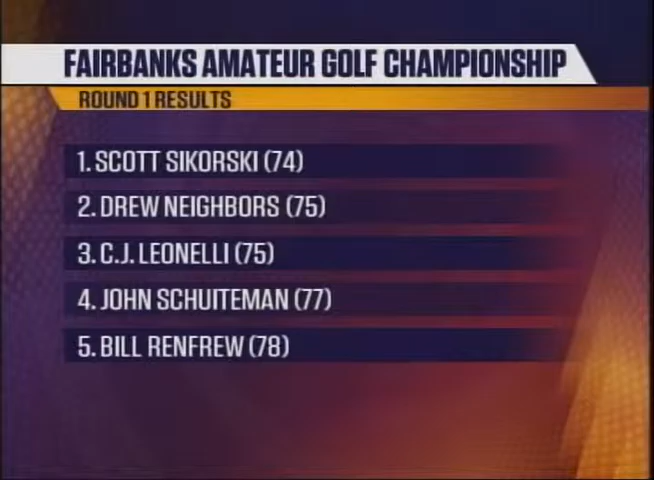 FAIRBANKS AMATEUR GOLF CHAMPIONSHIP
ROUND 1 RESULTS
1. SCOTT SIKORSKI (74)
2. DREW NEIGHBORS (75)
3. C.J. LEONELLI (75)
4. JOHN SCHUITEMAN (77)
5. BILL RENFREW (78)